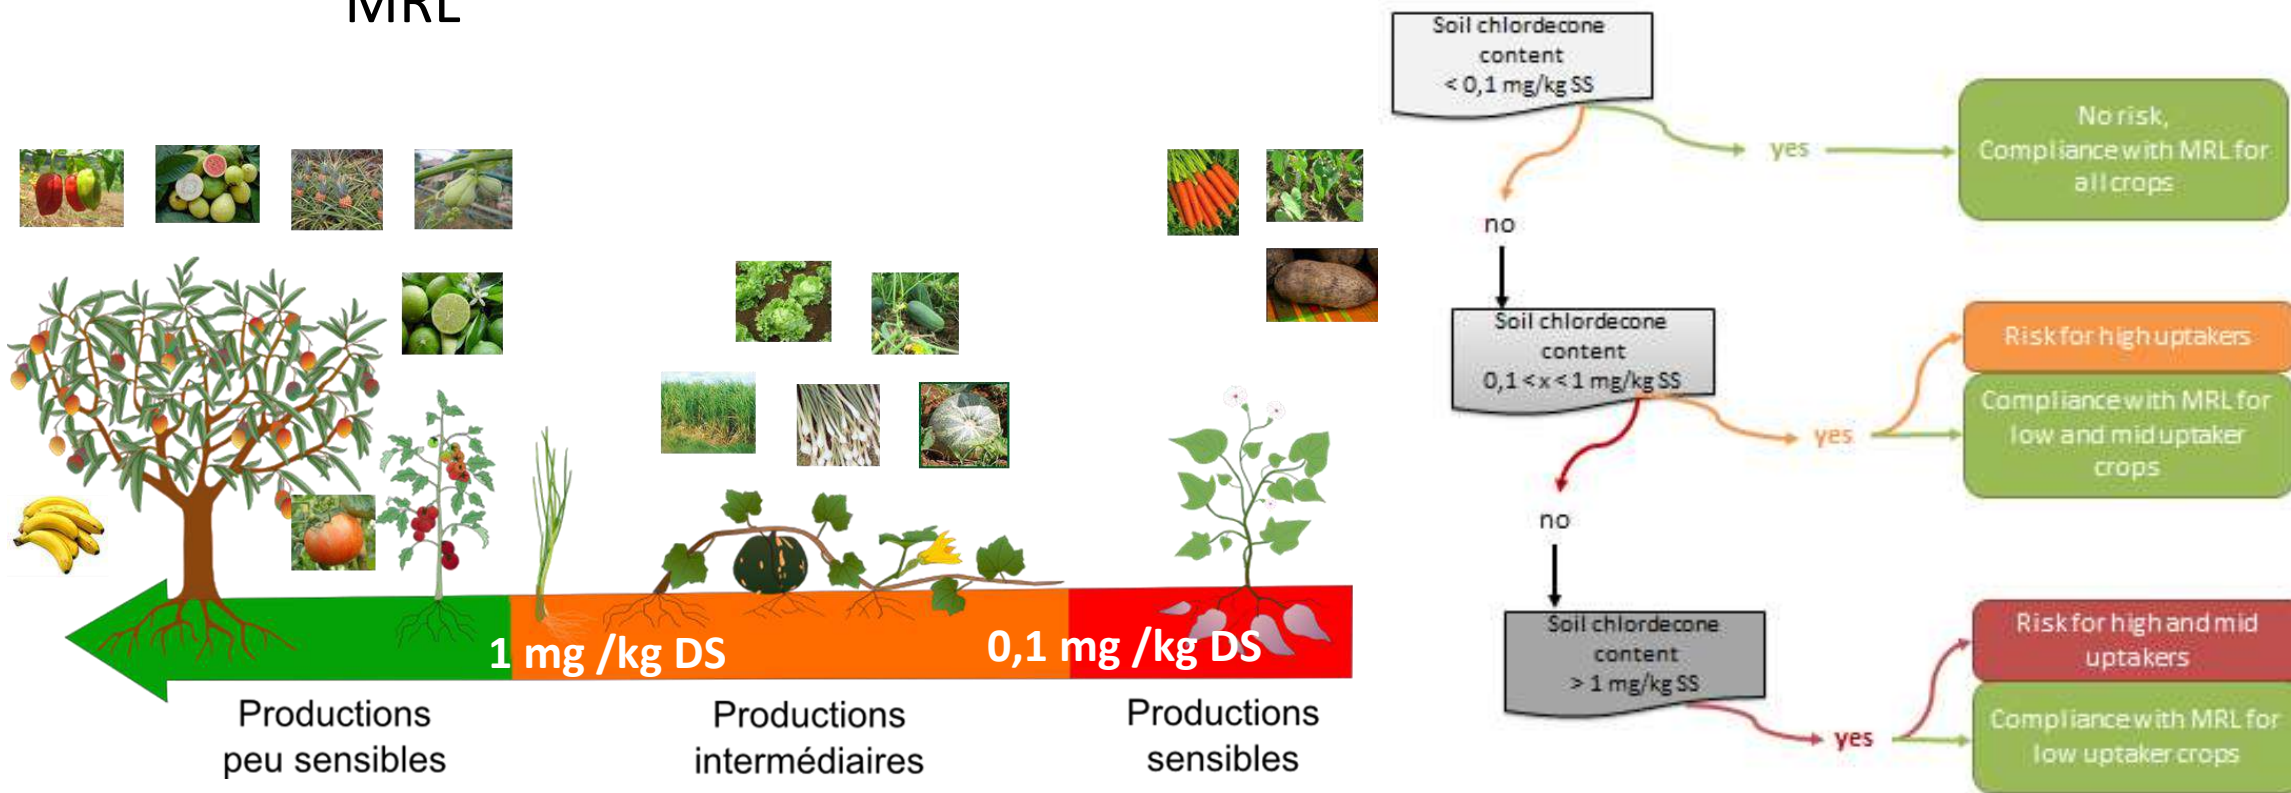 MRL
1 mg /kg DS
0,1 mg /kg DS
Productions
peu sensibles
Productions
intermédiaires
Productions
sensibles
Soil chlordecone
content
< 0,1 mg/kg SS
yes
No risk,
Compliance with MRL for
all crops
no
Soil chlordecone
content
0,1 < x < 1 mg/kg SS
yes
Risk for high uptakers
Compliance with MRL for
low and mid uptaker
crops
no
Soil chlordecone
content
> 1 mg/kg SS
yes
Risk for high and mid
uptakers
Compliance with MRL for
low uptaker crops